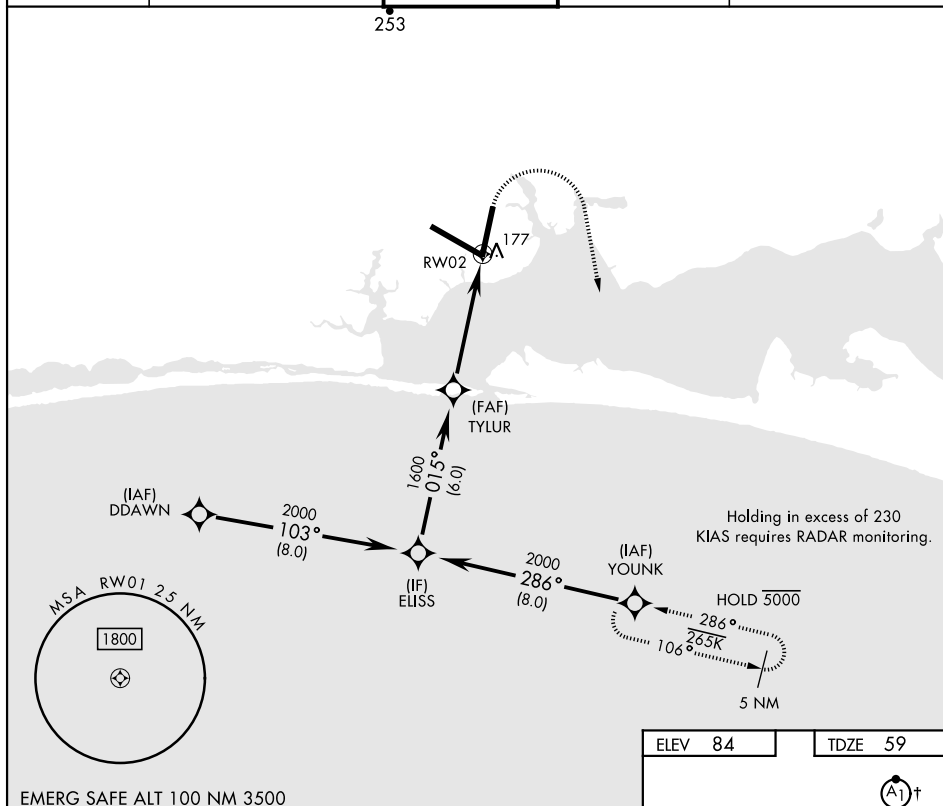 253
177
RW02
(FAF)
TYLUR
1600
015°
(6.0)
(IAF)
DDAWN
2000
103°
(8.0)
(IF)
ELISS
2000
286°
(8.0)
(IAF)
YOUNK
Holding in excess of 230
KIAS requires RADAR monitoring.
HOLD 5000
286°
265K
106°
5 NM
MSA RW01 25 NM
1800
ELEV 84
TDZE 59
A1 †
EMERG SAFE ALT 100 NM 3500